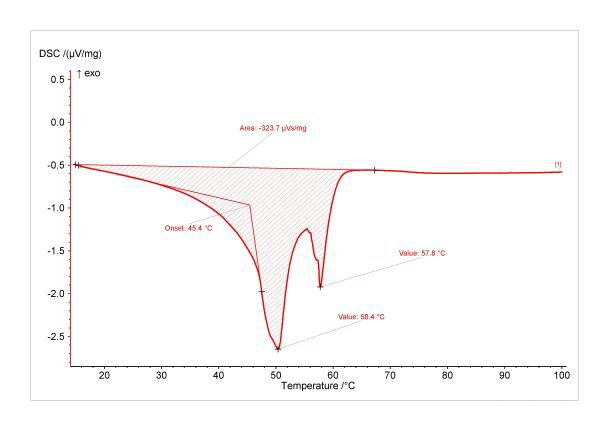 DSC /(µV/mg)
↑ exo
0.5
0.0
-0.5
-1.0
-1.5
-2.0
-2.5
Area: -323.7 µVs/mg
[1]
Onset: 45.4 °C
Value: 57.8 °C
Value: 50.4 °C
20 30 40 50 60 70 80 90 100
Temperature /°C